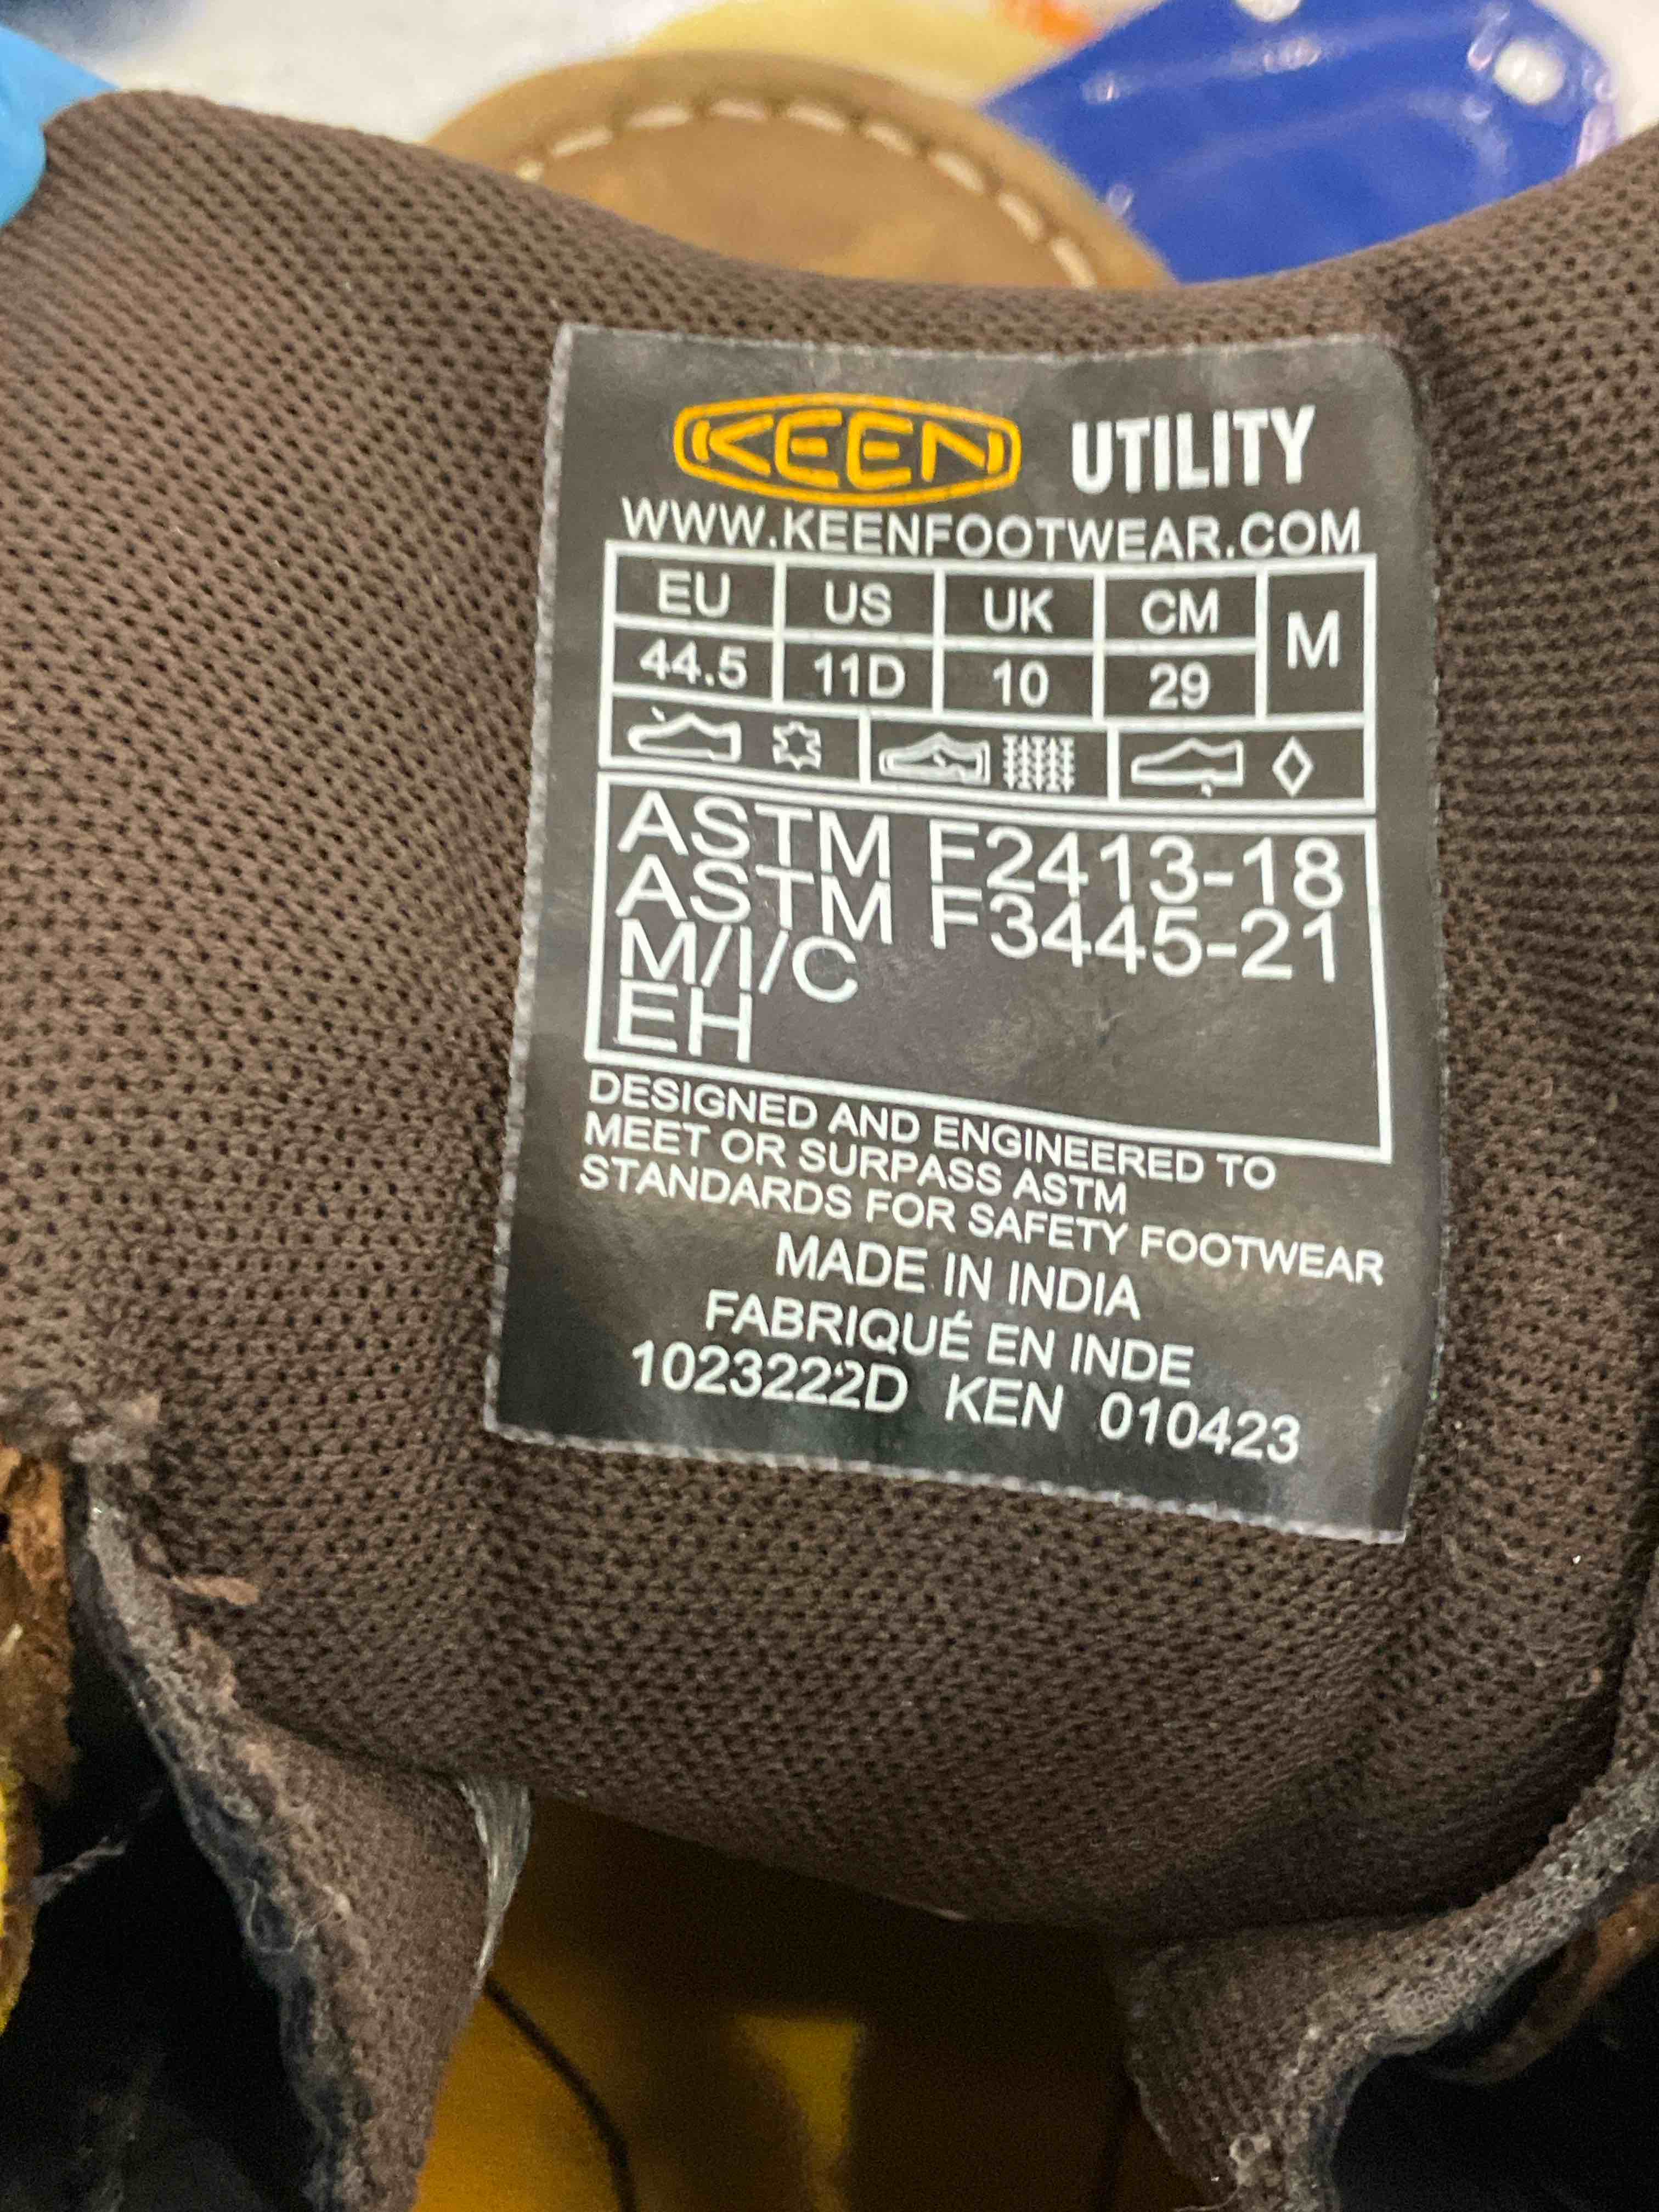 KEEN UTILITY
WWW.KEENFOOTWEAR.COM
EU US UK CM M
44.5 11D 10 29
ASTM F2413-18
ASTM F3445-21
M/I/C
EH
DESIGNED AND ENGINEERED TO
MEET OR SURPASS ASTM
STANDARDS FOR SAFETY FOOTWEAR
MADE IN INDIA
FABRIQUÉ EN INDE
1023222D KEN 010423